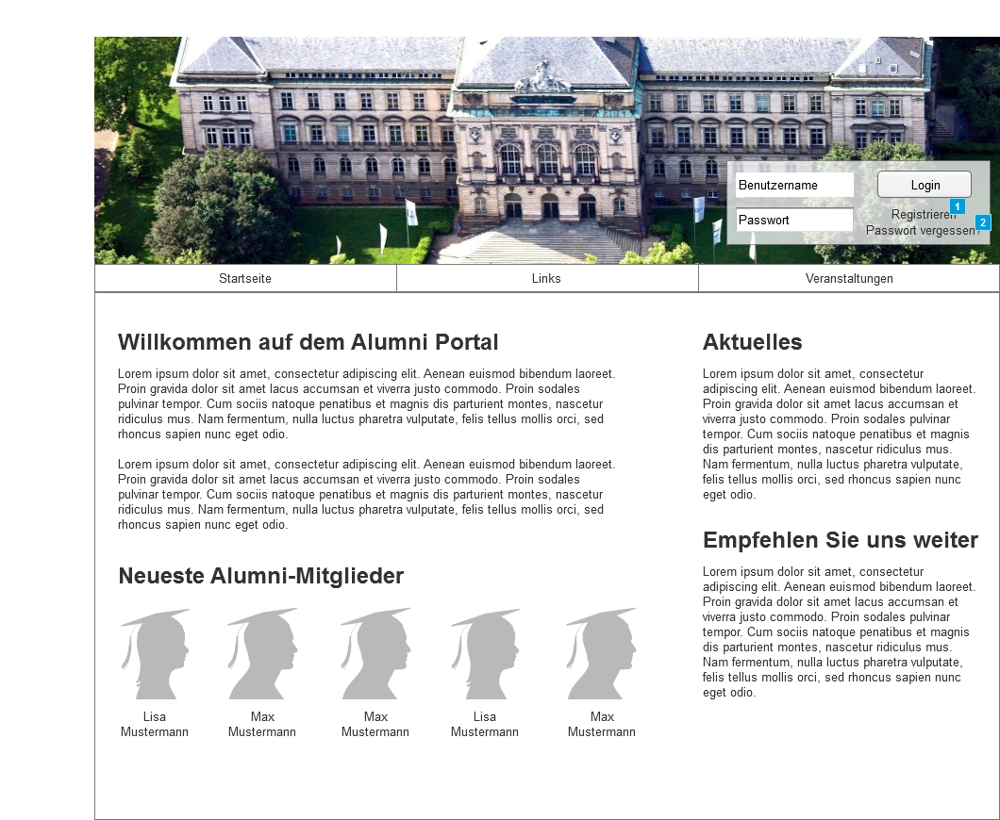 Benutzername
Login
1
Registrieren
2
Passwort
Passwort vergessen?
Startseite
Links
Veranstaltungen
Willkommen auf dem Alumni Portal
Lorem ipsum dolor sit amet, consectetur adipiscing elit. Aenean euismod bibendum laoreet.
Proin gravida dolor sit amet lacus accumsan et viverra justo commodo. Proin sodales
pulvinar tempor. Cum sociis natoque penatibus et magnis dis parturient montes, nascetur
ridiculus mus. Nam fermentum, nulla luctus pharetra vulputate, felis tellus mollis orci, sed
rhoncus sapien nunc eget odio.
Lorem ipsum dolor sit amet, consectetur adipiscing elit. Aenean euismod bibendum laoreet.
Proin gravida dolor sit amet lacus accumsan et viverra justo commodo. Proin sodales
pulvinar tempor. Cum sociis natoque penatibus et magnis dis parturient montes, nascetur
ridiculus mus. Nam fermentum, nulla luctus pharetra vulputate, felis tellus mollis orci, sed
rhoncus sapien nunc eget odio.
Neueste Alumni-Mitglieder
Lisa
Mustermann
Max
Mustermann
Max
Mustermann
Lisa
Mustermann
Max
Mustermann
Aktuelles
Lorem ipsum dolor sit amet, consectetur
adipiscing elit. Aenean euismod bibendum laoreet.
Proin gravida dolor sit amet lacus accumsan et
viverra justo commodo. Proin sodales pulvinar
tempor. Cum sociis natoque penatibus et magnis
dis parturient montes, nascetur ridiculus mus.
Nam fermentum, nulla luctus pharetra vulputate,
felis tellus mollis orci, sed rhoncus sapien nunc
eget odio.
Empfehlen Sie uns weiter
Lorem ipsum dolor sit amet, consectetur
adipiscing elit. Aenean euismod bibendum laoreet.
Proin gravida dolor sit amet lacus accumsan et
viverra justo commodo. Proin sodales pulvinar
tempor. Cum sociis natoque penatibus et magnis
dis parturient montes, nascetur ridiculus mus.
Nam fermentum, nulla luctus pharetra vulputate,
felis tellus mollis orci, sed rhoncus sapien nunc
eget odio.